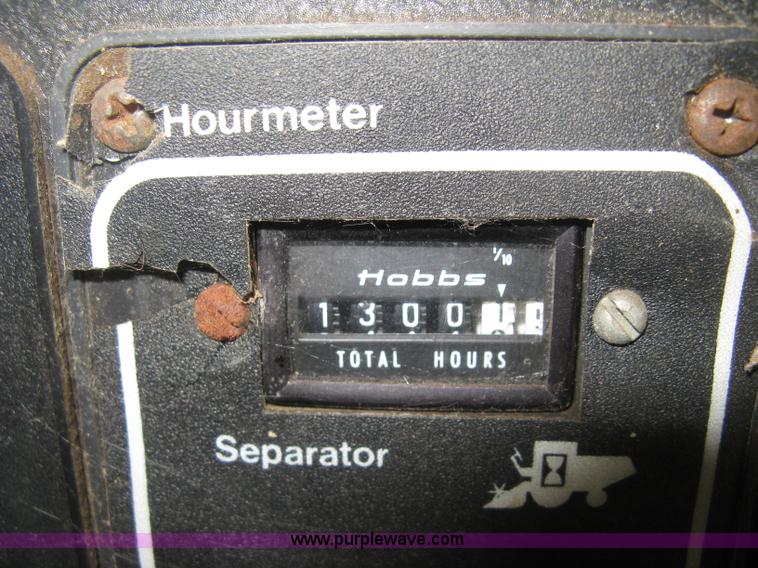 Hourmeter
1/10
Hobbs
1300
TOTAL HOURS
Separator
www.purplewave.com